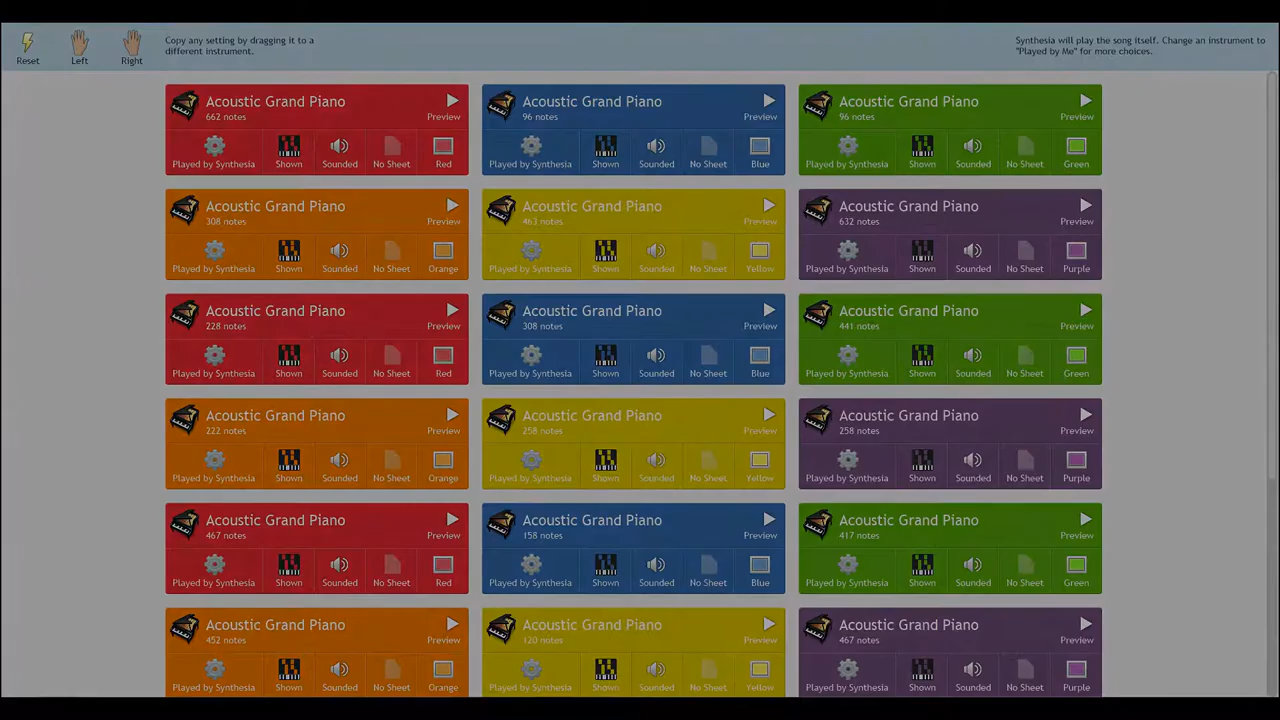 Reset Left Right
Copy any setting by dragging it to a
different instrument.
Synthesia will play the song itself. Change an instrument to
"Played by Me" for more choices.
Acoustic Grand Piano
662 notes
Preview
Played by Synthesia Shown Sounded No Sheet Red
Acoustic Grand Piano
96 notes
Preview
Played by Synthesia Shown Sounded No Sheet Blue
Acoustic Grand Piano
96 notes
Preview
Played by Synthesia Shown Sounded No Sheet Green
Acoustic Grand Piano
308 notes
Preview
Played by Synthesia Shown Sounded No Sheet Orange
Acoustic Grand Piano
463 notes
Preview
Played by Synthesia Shown Sounded No Sheet Yellow
Acoustic Grand Piano
632 notes
Preview
Played by Synthesia Shown Sounded No Sheet Purple
Acoustic Grand Piano
228 notes
Preview
Played by Synthesia Shown Sounded No Sheet Red
Acoustic Grand Piano
308 notes
Preview
Played by Synthesia Shown Sounded No Sheet Blue
Acoustic Grand Piano
441 notes
Preview
Played by Synthesia Shown Sounded No Sheet Green
Acoustic Grand Piano
222 notes
Preview
Played by Synthesia Shown Sounded No Sheet Orange
Acoustic Grand Piano
258 notes
Preview
Played by Synthesia Shown Sounded No Sheet Yellow
Acoustic Grand Piano
258 notes
Preview
Played by Synthesia Shown Sounded No Sheet Purple
Acoustic Grand Piano
467 notes
Preview
Played by Synthesia Shown Sounded No Sheet Red
Acoustic Grand Piano
158 notes
Preview
Played by Synthesia Shown Sounded No Sheet Blue
Acoustic Grand Piano
417 notes
Preview
Played by Synthesia Shown Sounded No Sheet Green
Acoustic Grand Piano
452 notes
Preview
Played by Synthesia Shown Sounded No Sheet Orange
Acoustic Grand Piano
120 notes
Preview
Played by Synthesia Shown Sounded No Sheet Yellow
Acoustic Grand Piano
467 notes
Preview
Played by Synthesia Shown Sounded No Sheet Purple